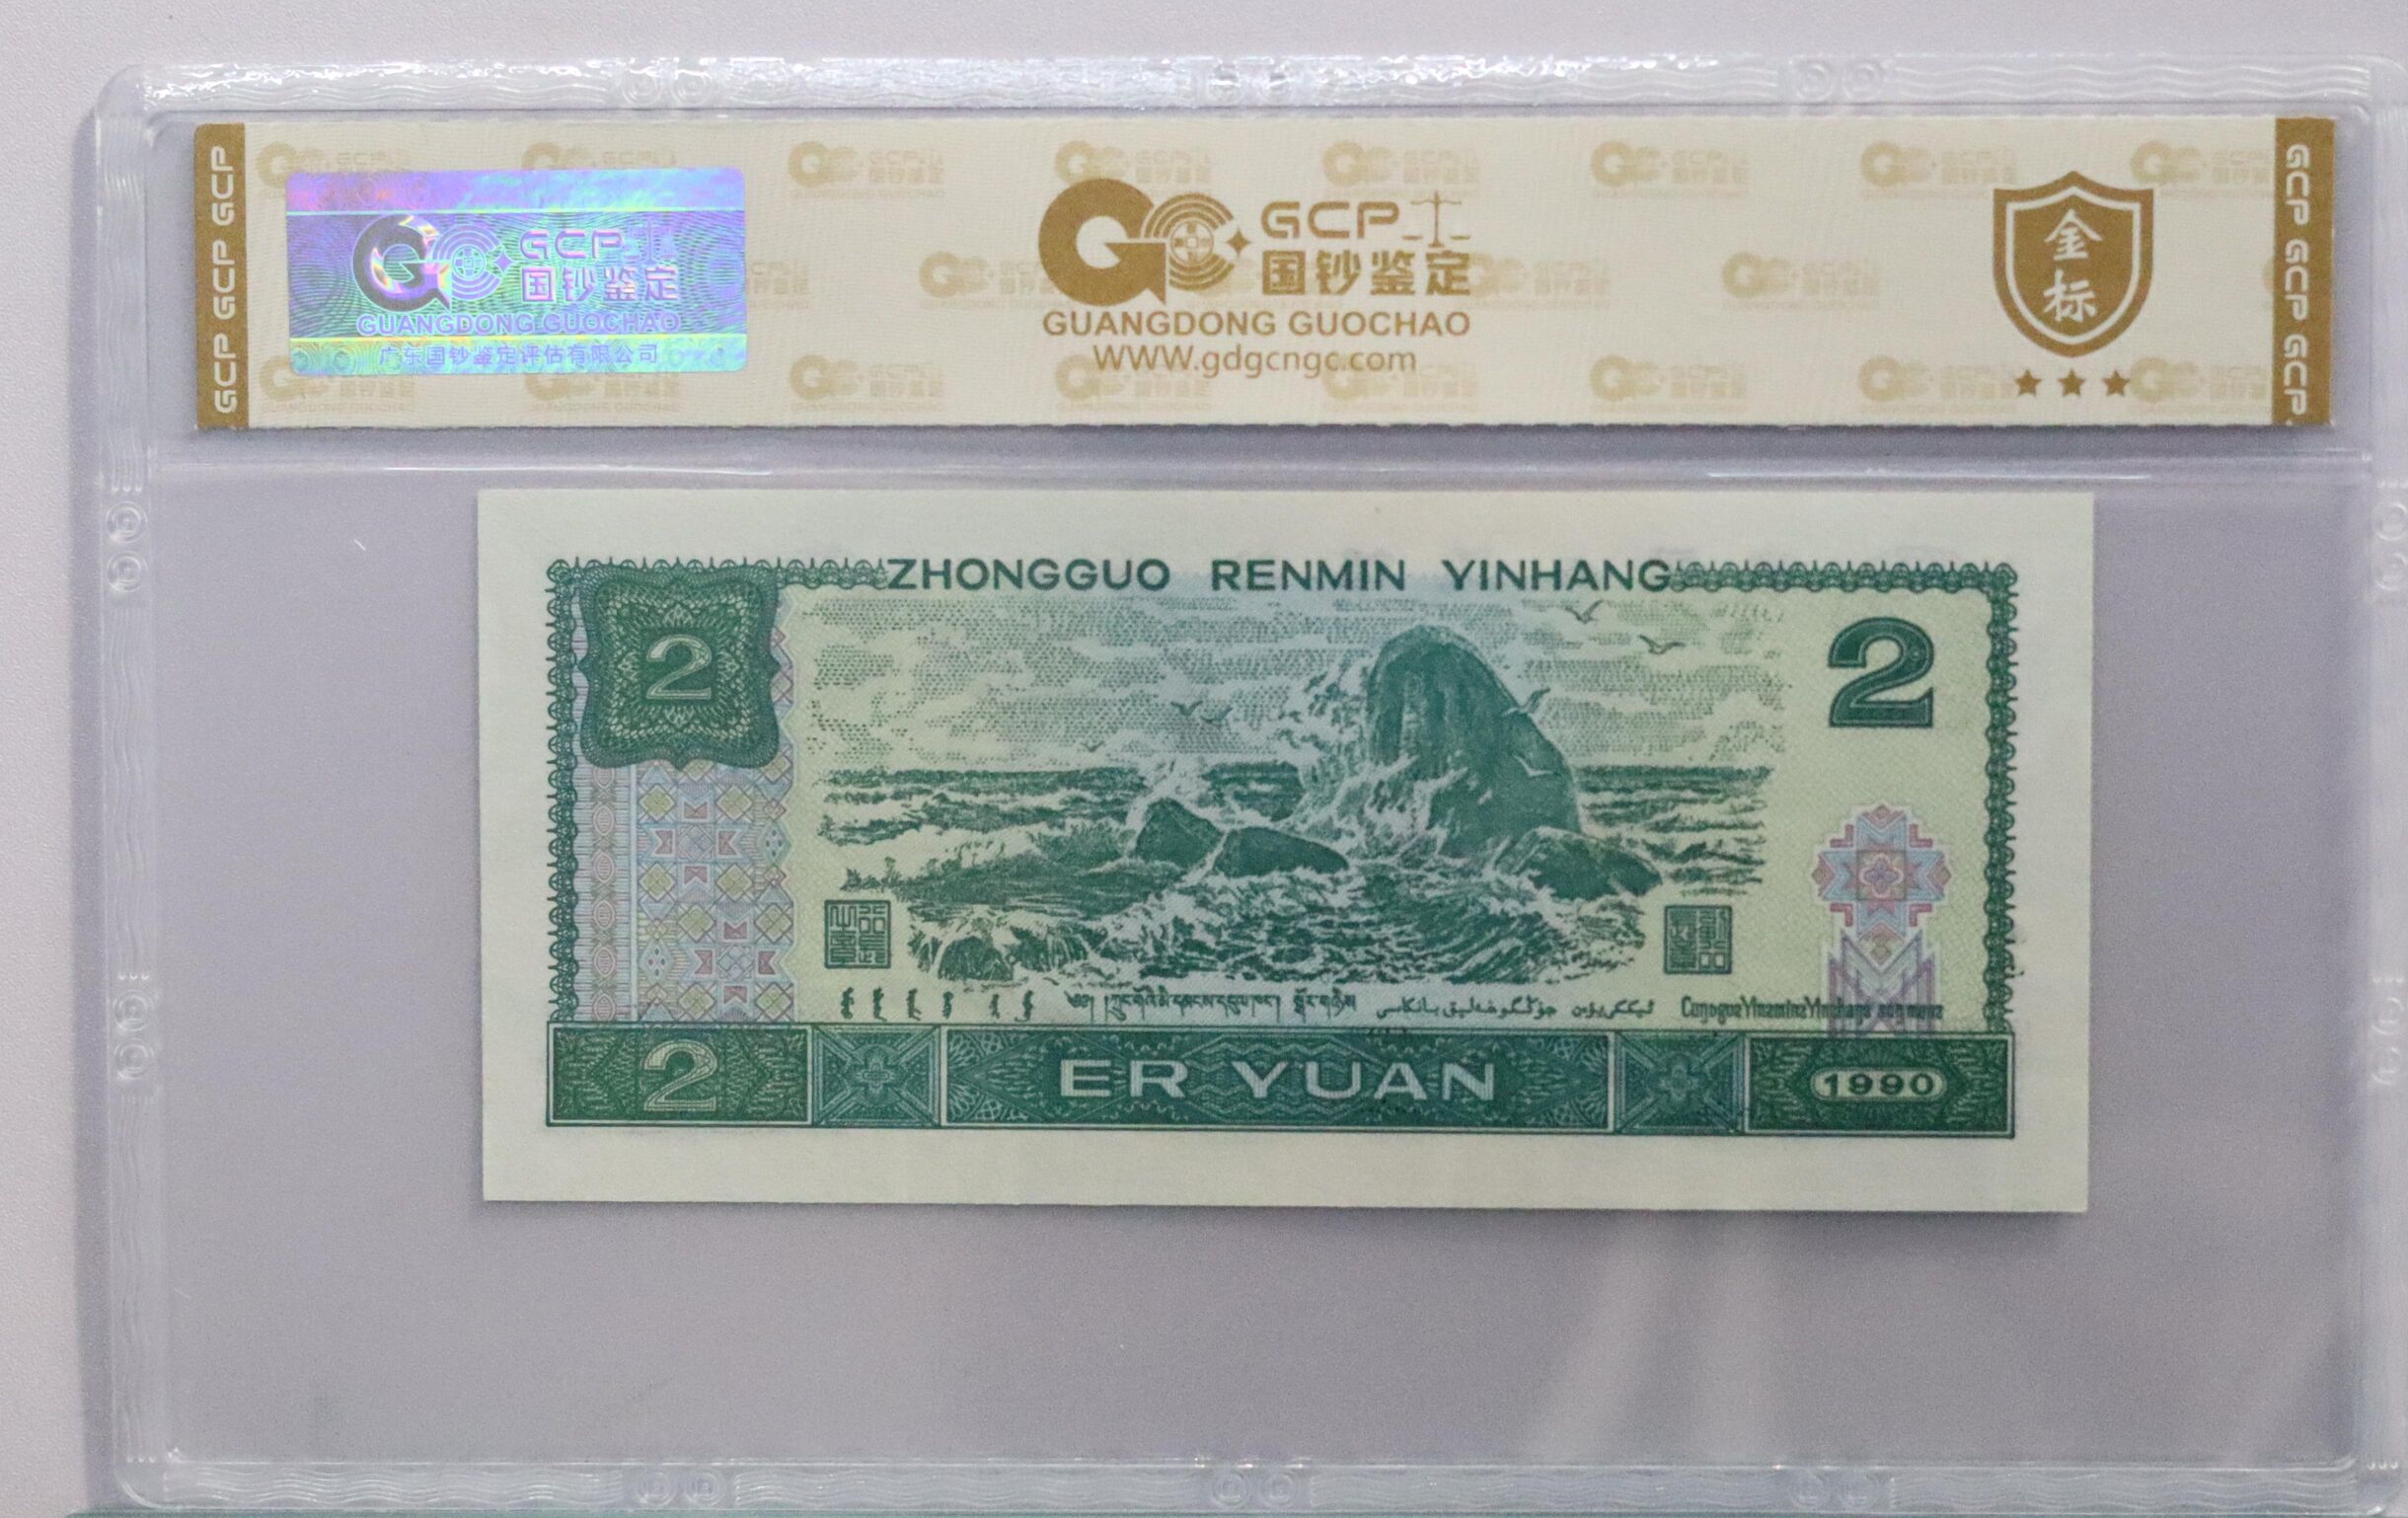 GCP GCP GCP
GCP
国钞鉴定
GUANGDONG GUOCHAO
广东国钞鉴定评估有限公司
GCP
国钞鉴定
GUANGDONG GUOCHAO
WWW.gdgcngc.com
金
标
GCP GCP GCP
ZHONGGUO RENMIN YINHANG
2
2
2
ER YUAN
1990